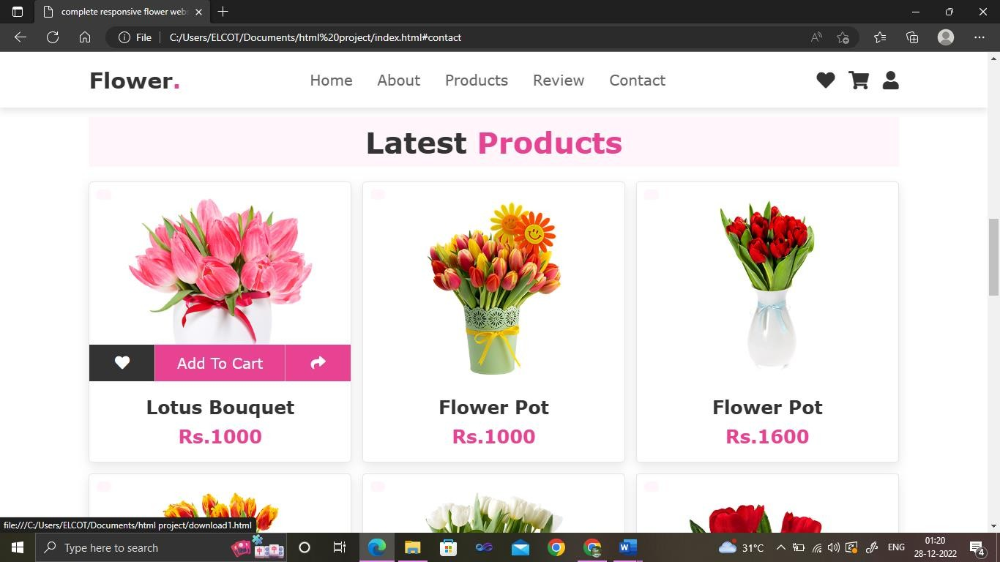 complete responsive flower webs
File
C:/Users/ELCOT/Documents/html%20project/index.html#contact
Flower.
Home About Products Review Contact
Latest Products
Add To Cart
Lotus Bouquet Flower Pot Flower Pot
Rs.1000 Rs.1000 Rs.1600
file:///C:/Users/ELCOT/Documents/html project/download1.html
Type here to search
31°C
ENG
01:20
28-12-2022
4